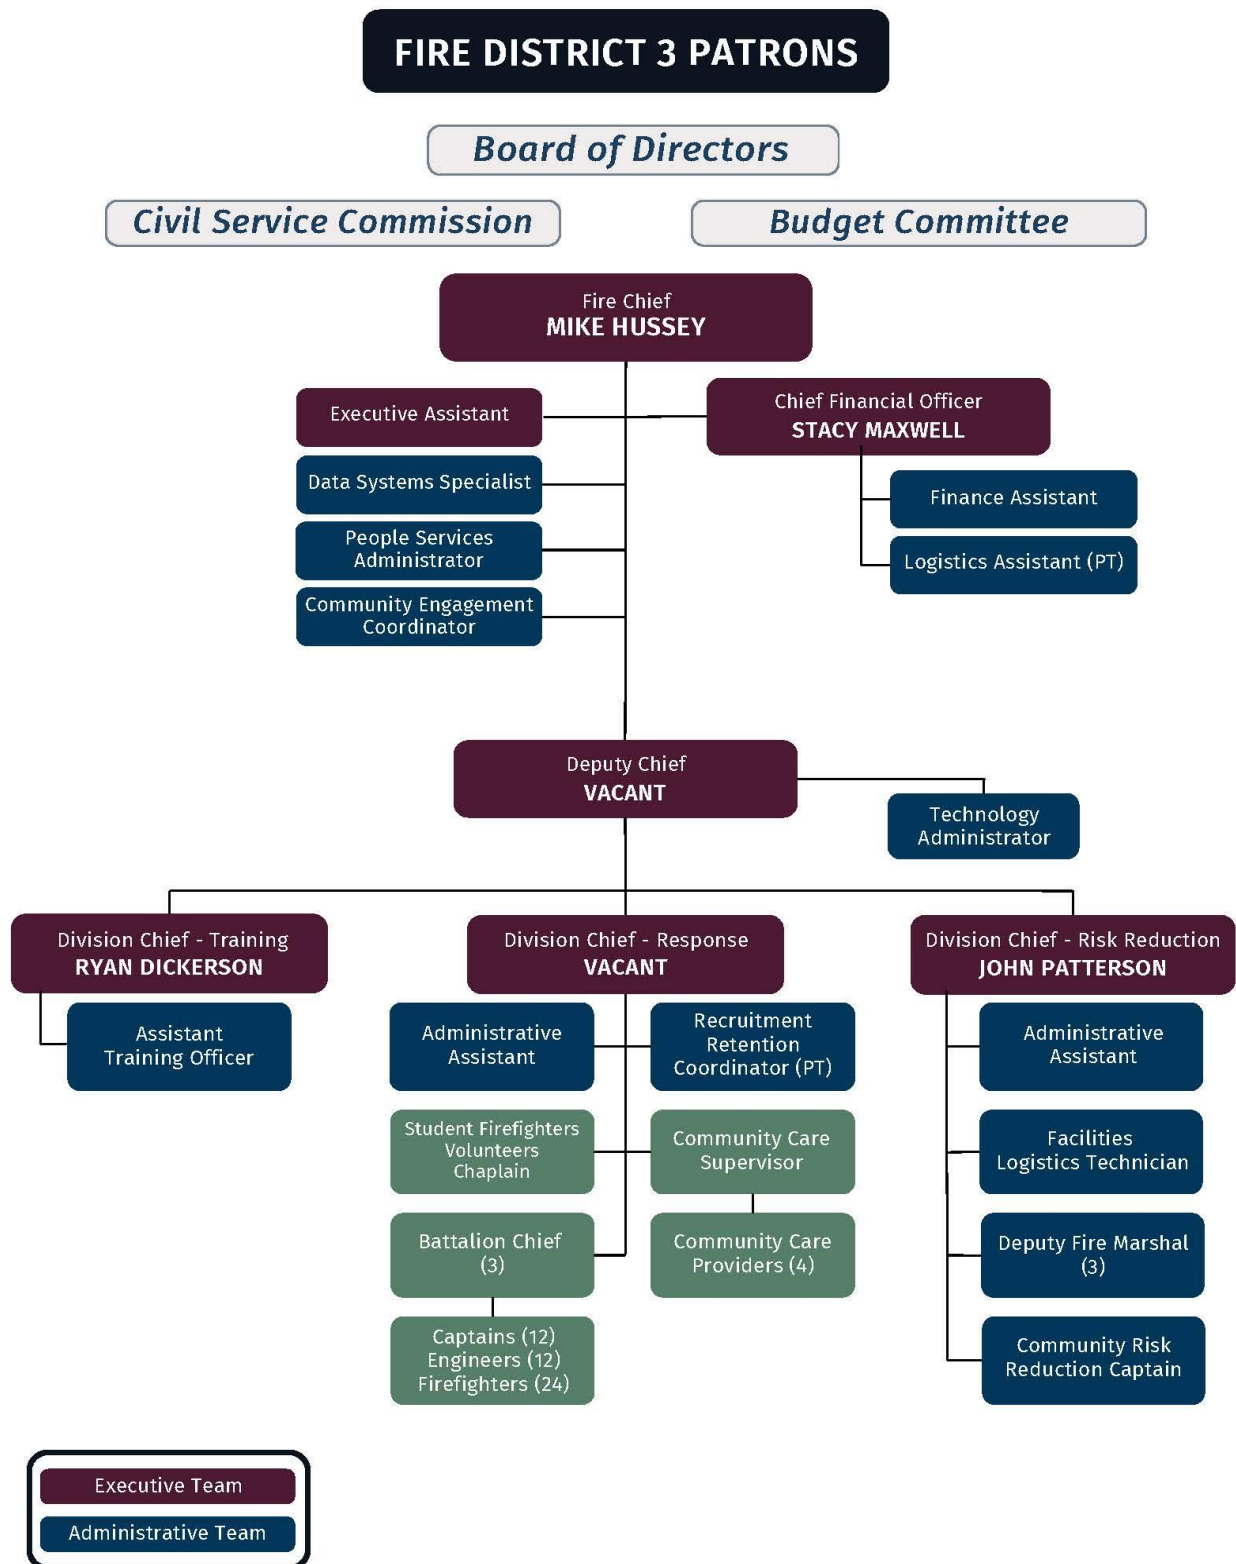 FIRE DISTRICT 3 PATRONS
Board of Directors
Civil Service Commission
Budget Committee
Fire Chief
MIKE HUSSEY
Executive Assistant
Chief Financial Officer
STACY MAXWELL
Data Systems Specialist
Finance Assistant
People Services
Administrator
Logistics Assistant (PT)
Community Engagement
Coordinator
Deputy Chief
VACANT
Technology
Administrator
Division Chief - Training
RYAN DICKERSON
Division Chief - Response
VACANT
Division Chief - Risk Reduction
JOHN PATTERSON
Assistant
Training Officer
Administrative
Assistant
Recruitment
Retention
Coordinator (PT)
Administrative
Assistant
Student Firefighters
Volunteers
Chaplain
Community Care
Supervisor
Facilities
Logistics Technician
Battalion Chief
(3)
Community Care
Providers (4)
Deputy Fire Marshal
(3)
Captains (12)
Engineers (12)
Firefighters (24)
Community Risk
Reduction Captain
Executive Team
Administrative Team